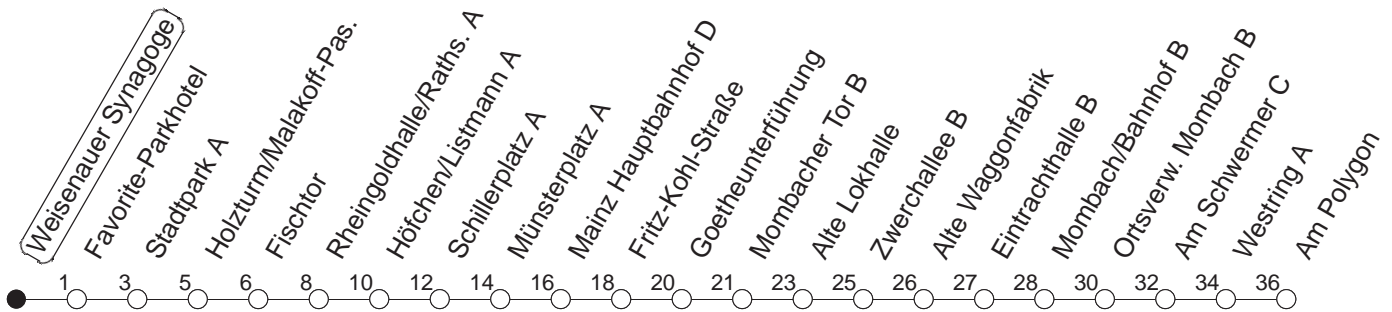 Weisenauer Synagoge
Favorite-Parkhotel
Stadtpark A
Holzturm/Malakoff-Pas.
Fischtor
Rheingoldhalle/Raths. A
Höfchen/Listmann A
Schillerplatz A
Münsterplatz A
Mainz Hauptbahnhof D
Fritz-Kohl-Straße
Goetheunterführung
Mombacher Tor B
Alte Lokhalle
Zwerchallee B
Alte Waggonfabrik
Eintrachthalle B
Mombach/Bahnhof B
Ortsverw. Mombach B
Am Schwermer C
Westring A
Am Polygon
1 3 5 6 8 10 12 14 16 18 20 21 23 25 26 27 28 30 32 34 36